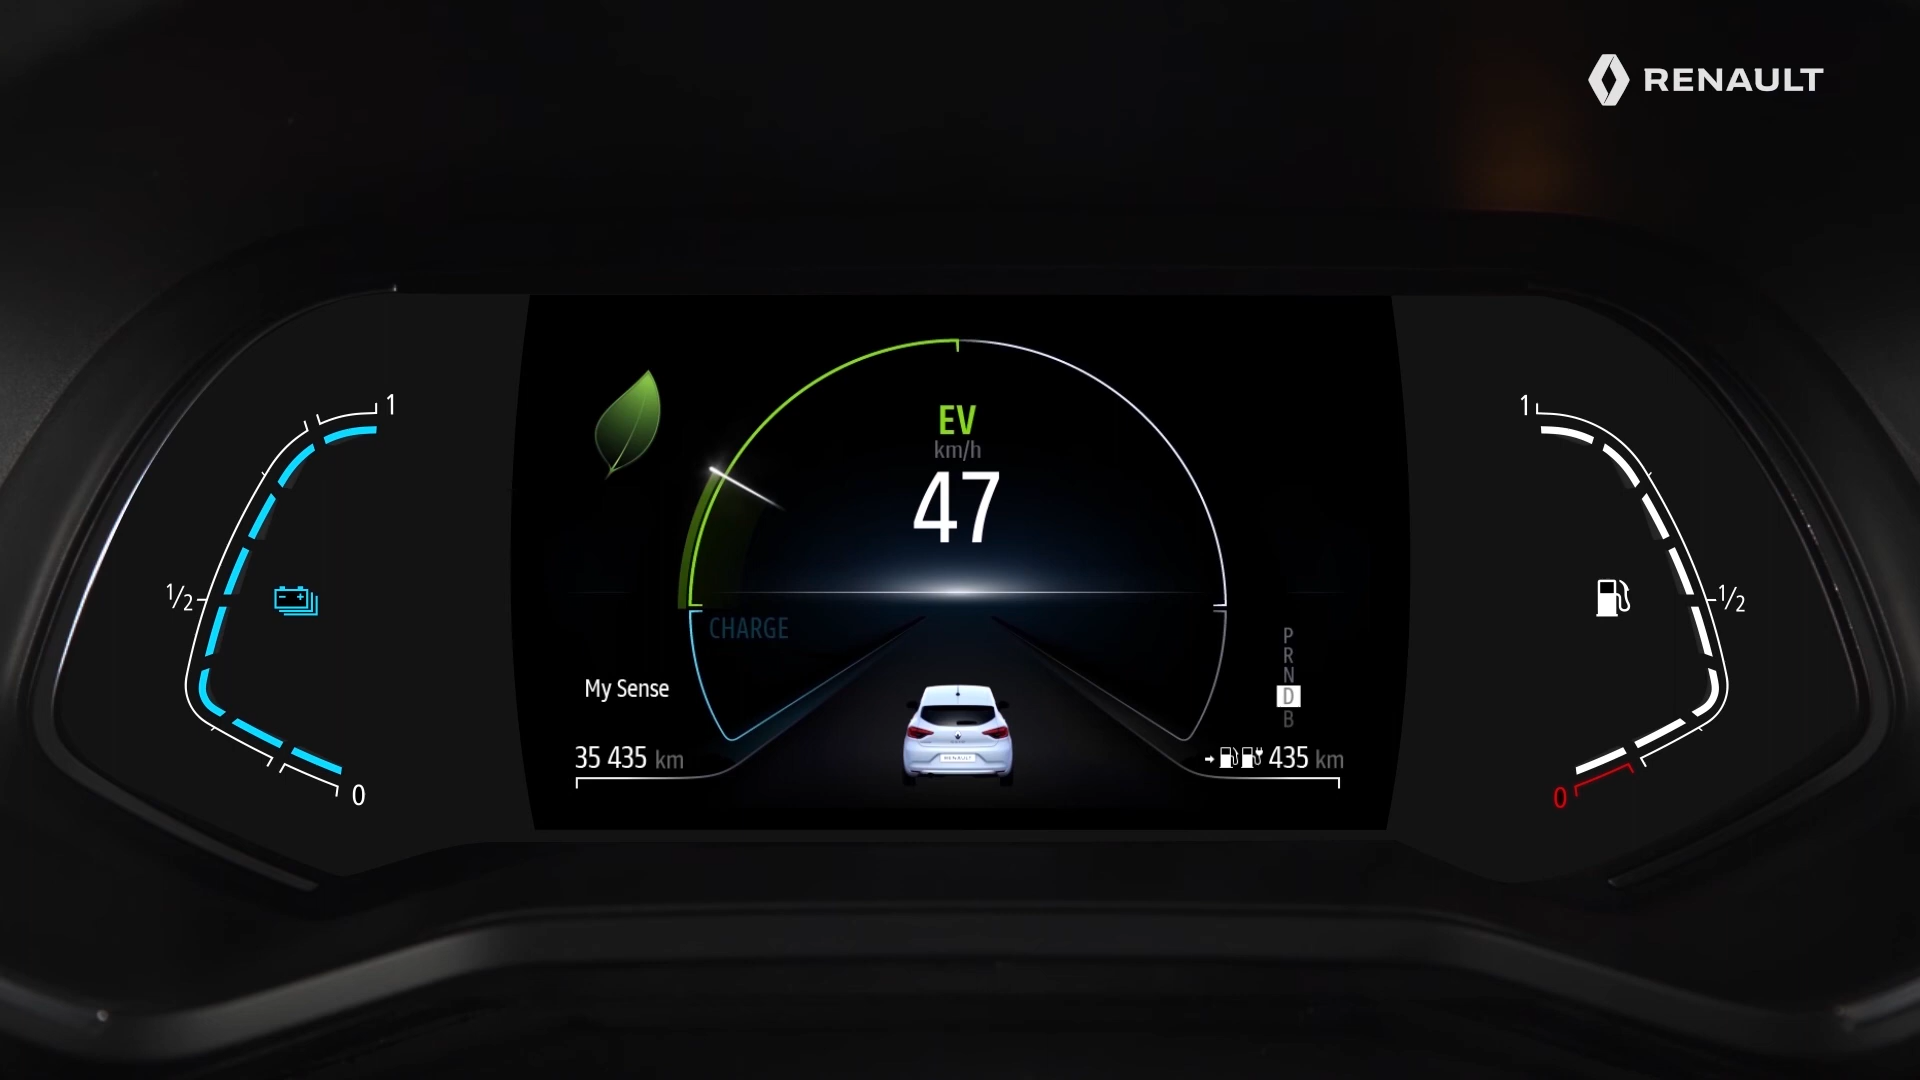 RENAULT
1
1/2
0
EV
km/h
47
CHARGE
My Sense
35 435 km
P
R
N
D
B
435 km
RENAULT
1
1/2
0